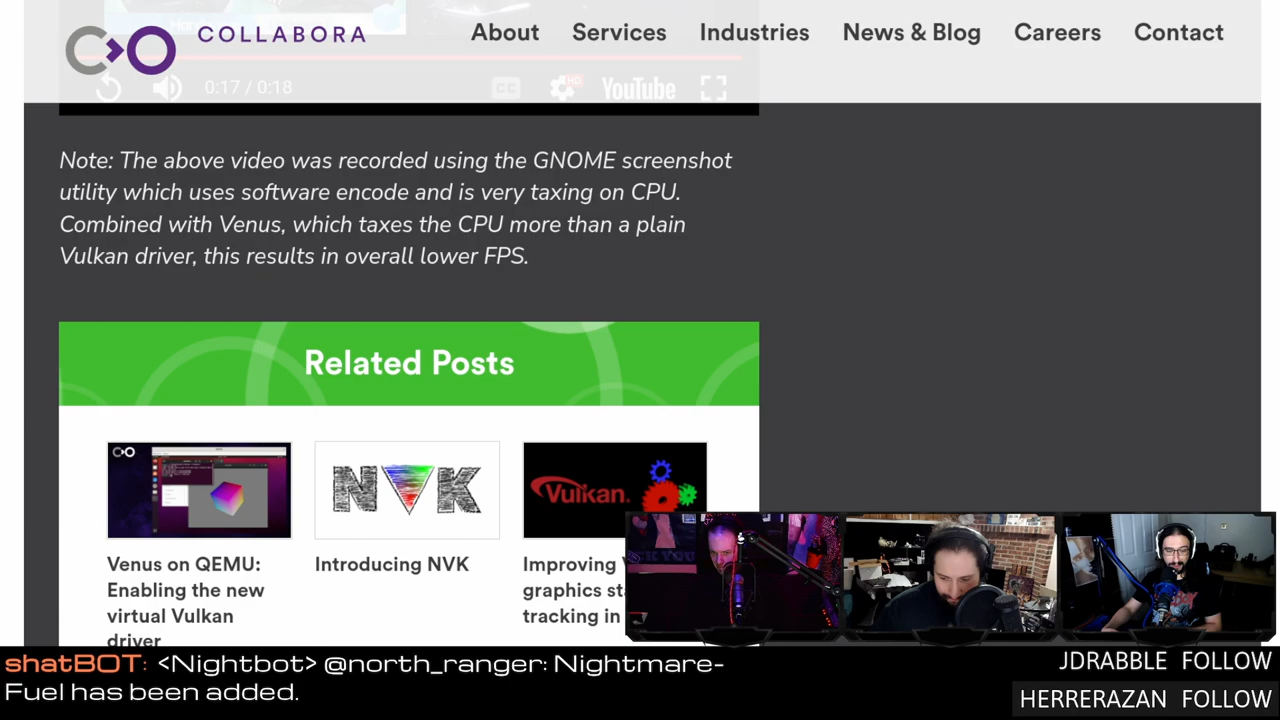 COLLABORA
About Services Industries News & Blog Careers Contact
0:17 / 0:18
CC
HD
YouTube
Note: The above video was recorded using the GNOME screenshot
utility which uses software encode and is very taxing on CPU.
Combined with Venus, which taxes the CPU more than a plain
Vulkan driver, this results in overall lower FPS.
Related Posts
NVK
Vulkan.
Venus on QEMU:
Enabling the new
virtual Vulkan
driver
Introducing NVK
Improving
graphics
tracking in
shatBOT: <Nightbot> @north_ranger: Nightmare-
Fuel has been added.
JDRABBLE FOLLOW
HERRERAZAN FOLLOW